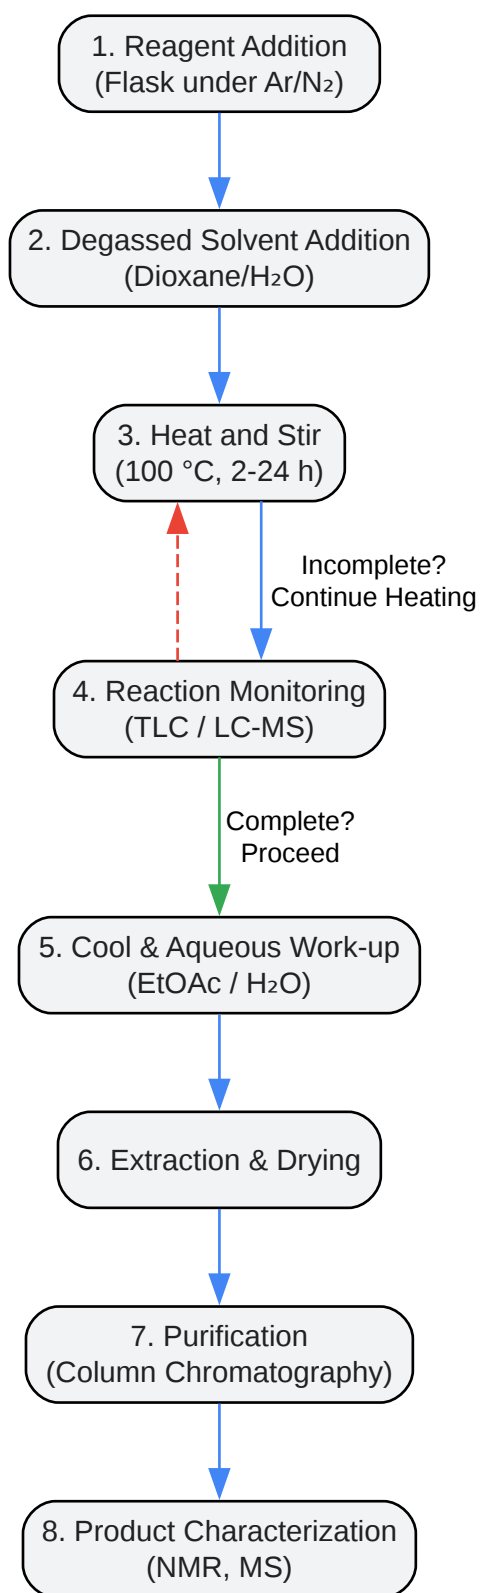 1. Reagent Addition
(Flask under Ar/N₂)
2. Degassed Solvent Addition
(Dioxane/H₂O)
3. Heat and Stir
(100 °C, 2-24 h)
Incomplete?
Continue Heating
4. Reaction Monitoring
(TLC / LC-MS)
Complete?
Proceed
5. Cool & Aqueous Work-up
(EtOAc / H₂O)
6. Extraction & Drying
7. Purification
(Column Chromatography)
8. Product Characterization
(NMR, MS)